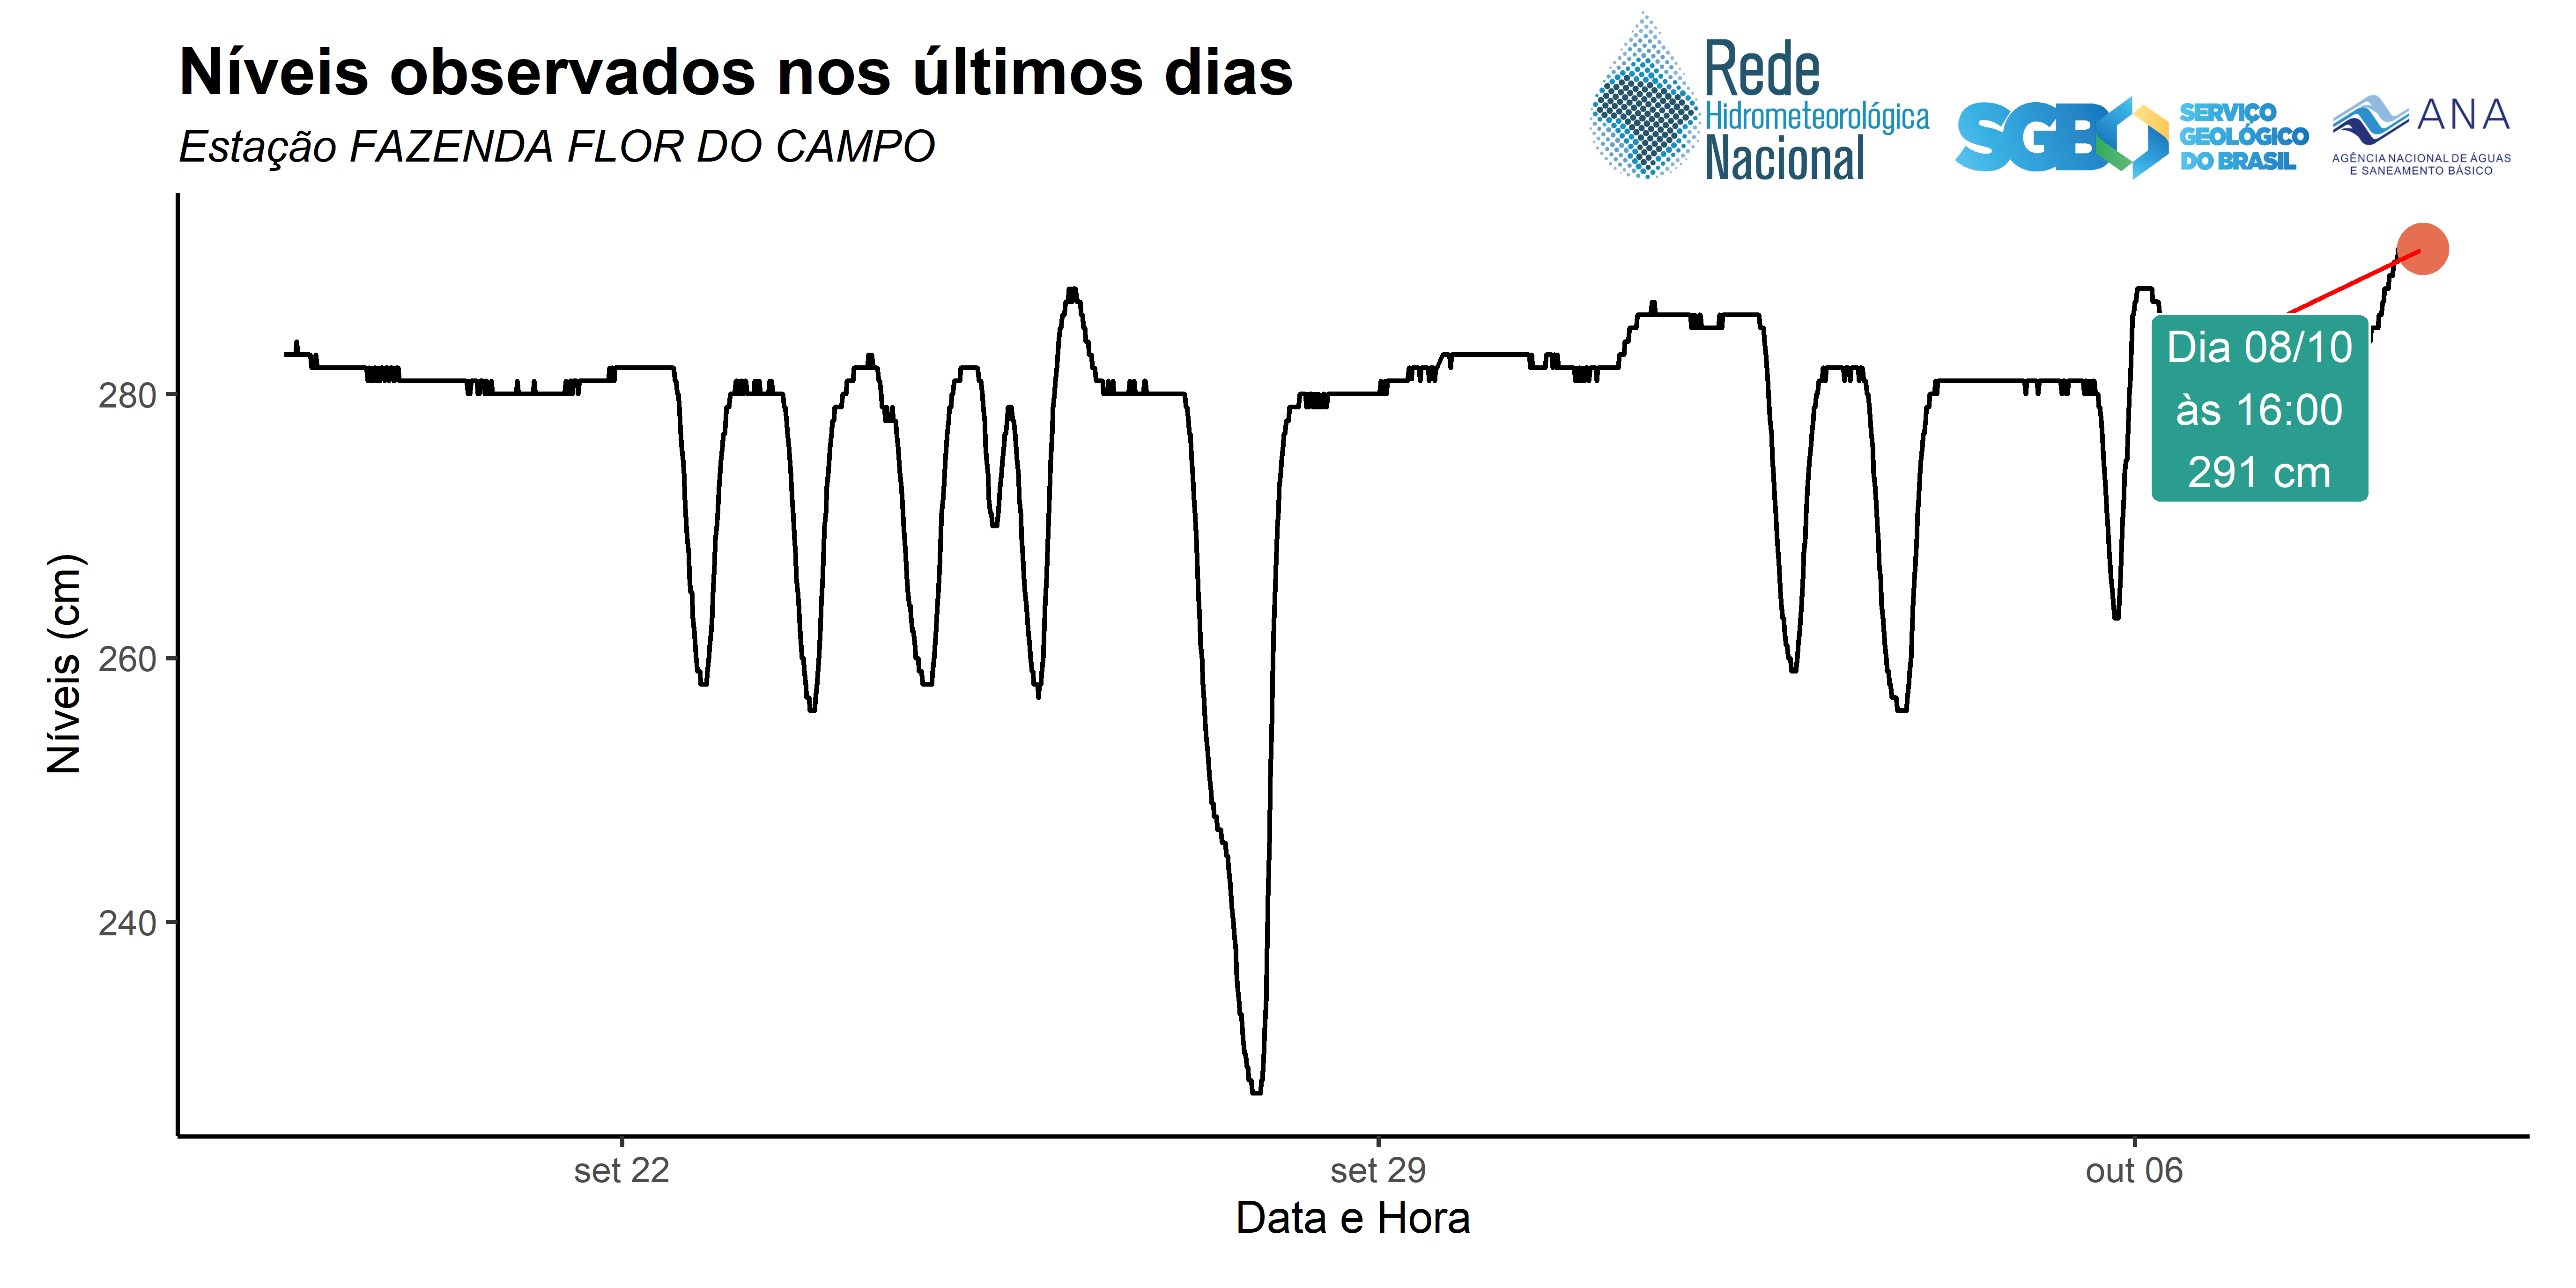 Níveis observados nos últimos dias
Estação FAZENDA FLOR DO CAMPO
Rede
Hidrometeorológica
Nacional
SGB
SERVIÇO
GEOLÓGICO
DO BRASIL
ANA
AGÊNCIA NACIONAL DE ÁGUAS
E SANEAMENTO BÁSICO
Níveis (cm)
280
260
240
Dia 08/10
às 16:00
291 cm
set 22
set 29
out 06
Data e Hora